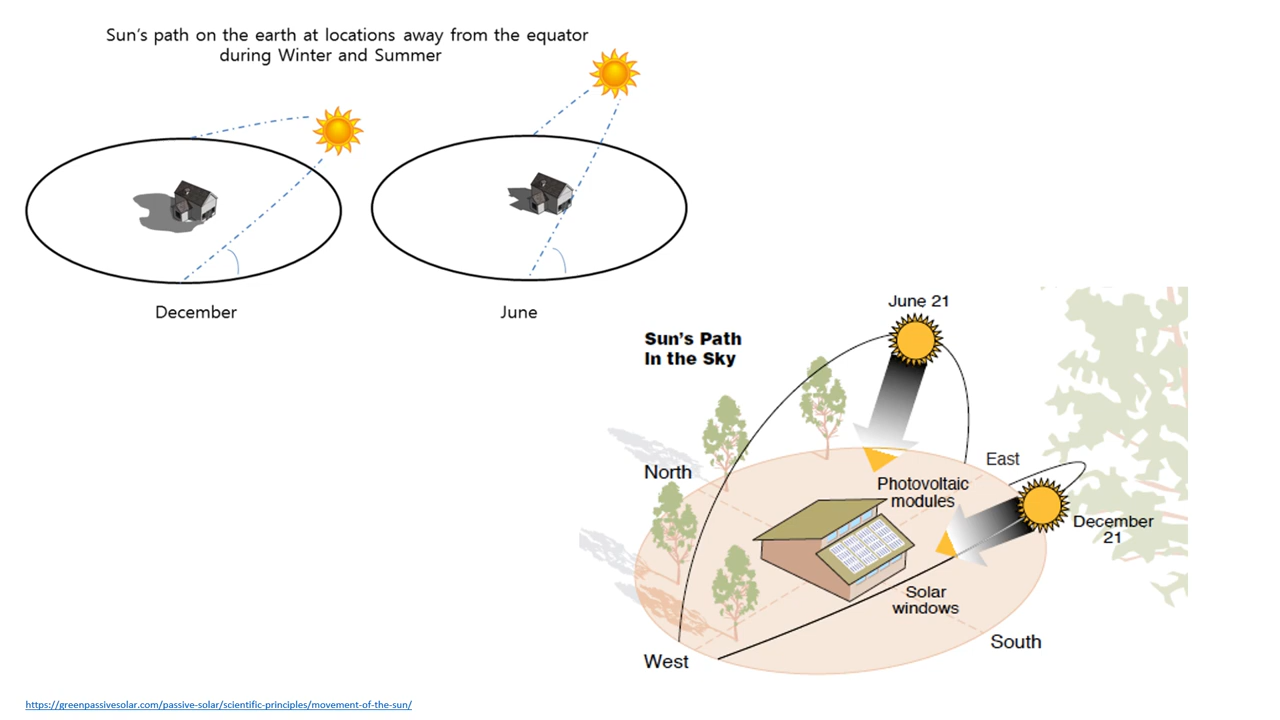 Sun's path on the earth at locations away from the equator
during Winter and Summer
December
June
June 21
Sun's Path
In the Sky
North
East
Photovoltaic
modules
December
21
Solar
windows
South
West
https://greenpassivesolar.com/passive-solar/scientific-principles/movement-of-the-sun/